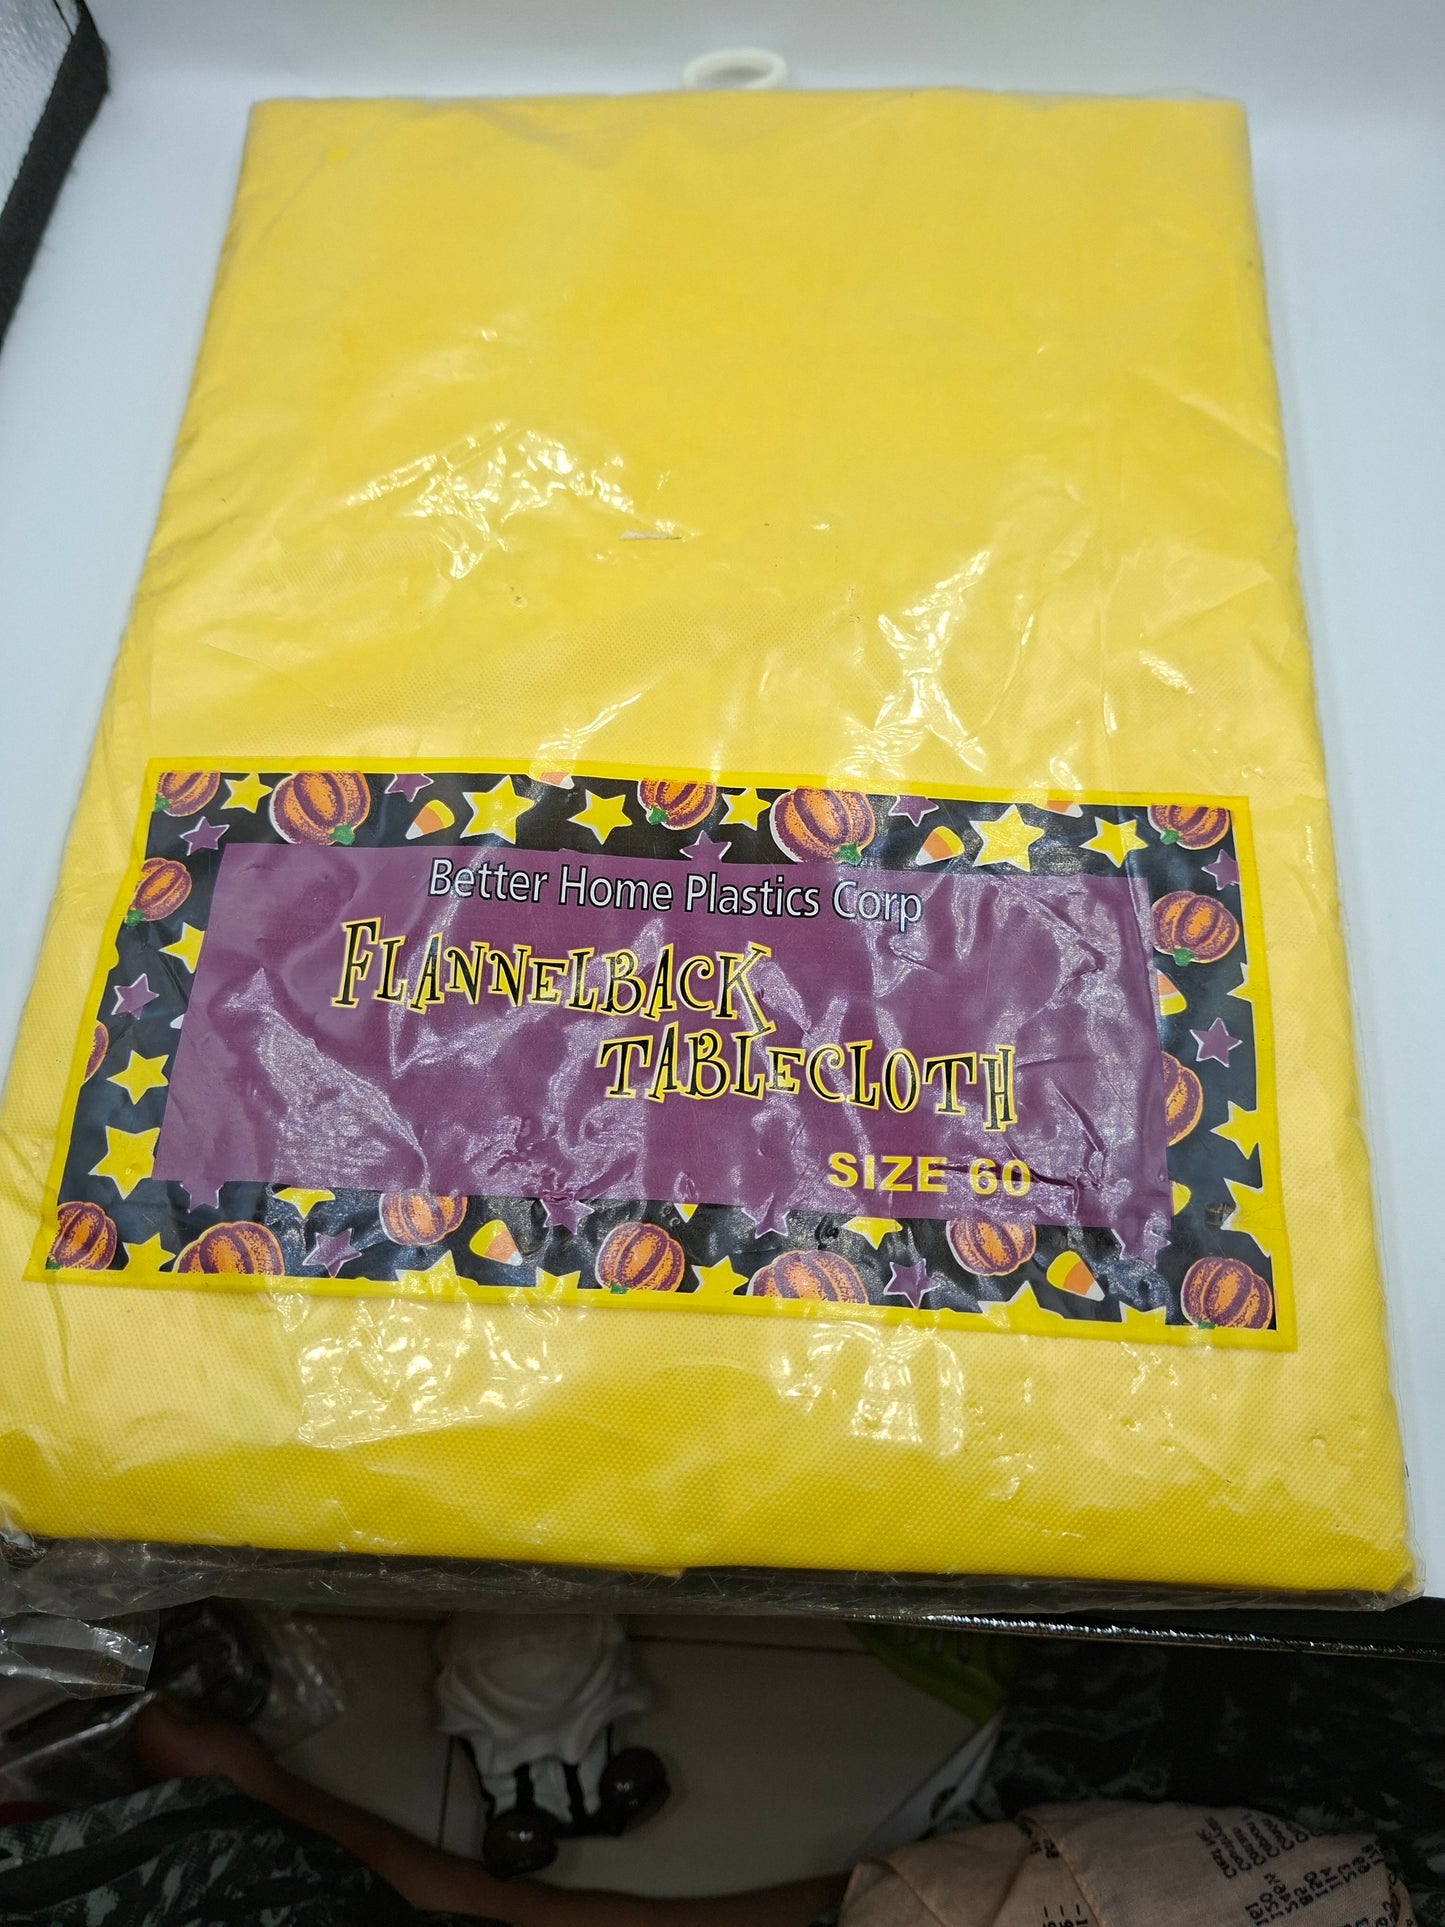 Better Home Plastics Corp
FLANNELBACK
TABLECLOTH
SIZE 60